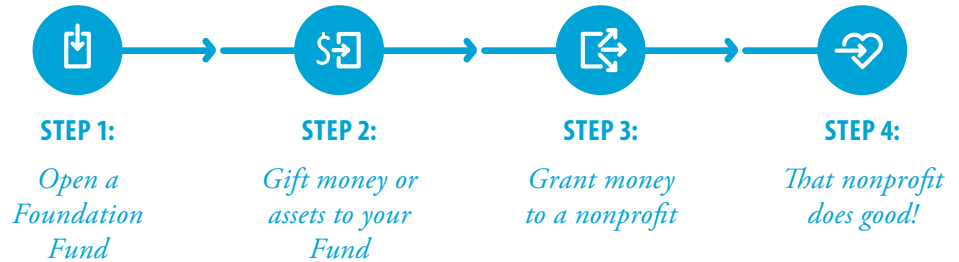 $
STEP 1:
Open a
Foundation
Fund
STEP 2:
Gift money or
assets to your
Fund
STEP 3:
Grant money
to a nonprofit
STEP 4:
That nonprofit
does good!